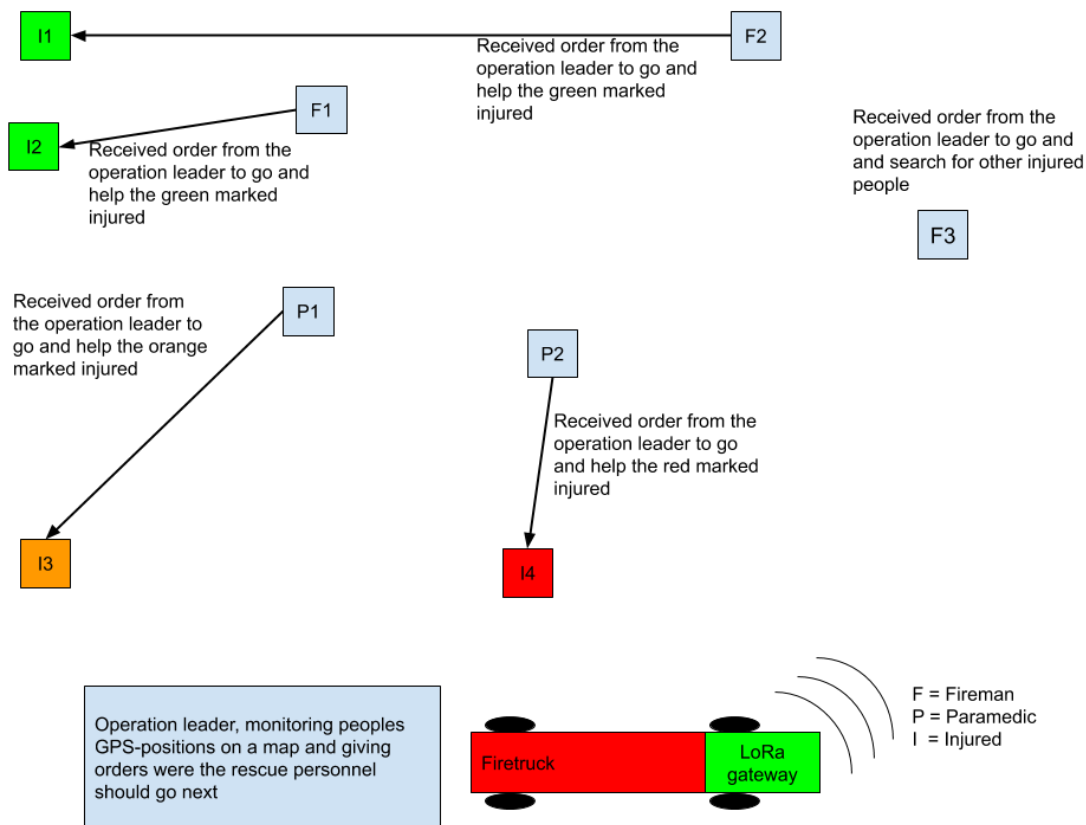 I1
F2
Received order from the
operation leader to go and
help the green marked
injured
F1
I2
Received order from the
operation leader to go and
help the green marked
injured
Received order from the
operation leader to go and
and search for other injured
people
F3
Received order from
the operation leader to
go and help the orange
marked injured
P1
P2
Received order from the
operation leader to go
and help the red marked
injured
I3
I4
Operation leader, monitoring peoples
GPS-positions on a map and giving
orders were the rescue personnel
should go next
Firetruck
LoRa
gateway
F = Fireman
P = Paramedic
I = Injured